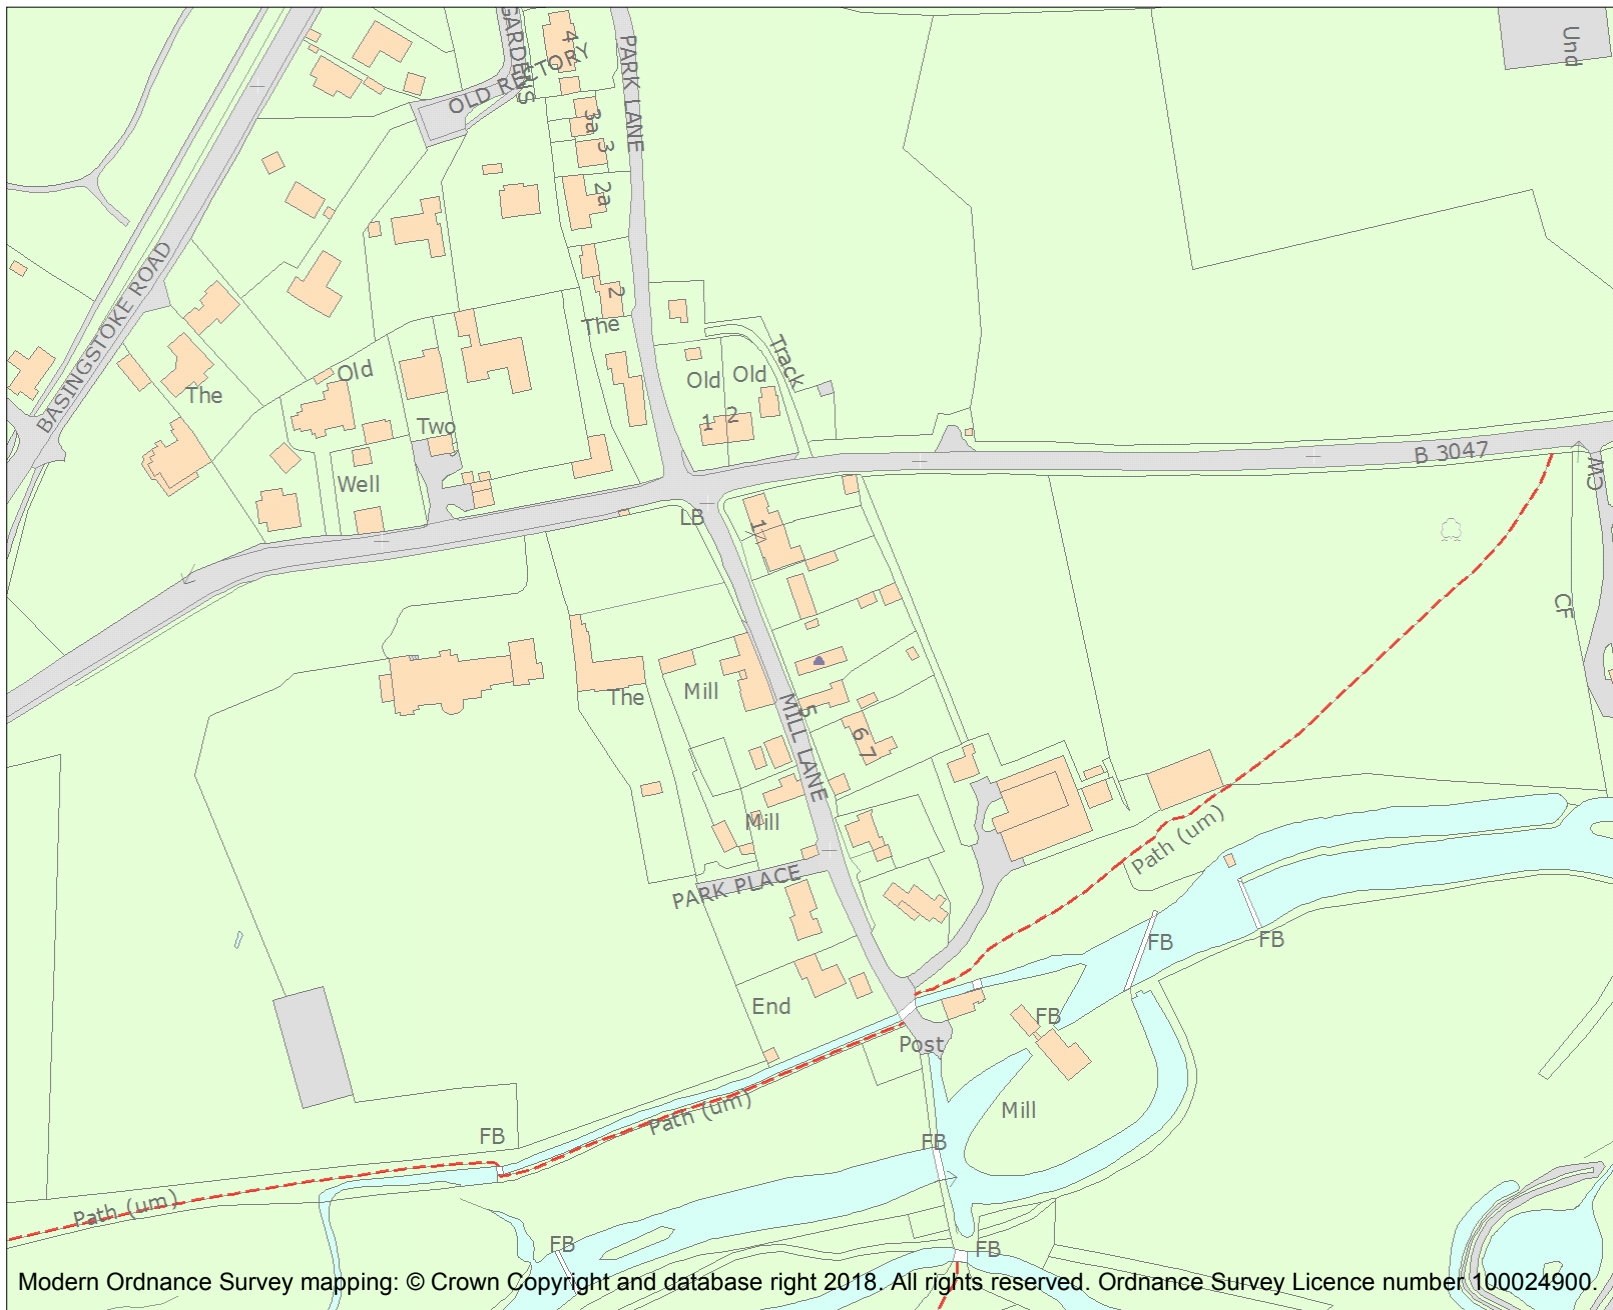 GARDENS
4
OLD RECTORY
PARK LANE
Und
3a
3
2a
2
The
BASINGSTOKE ROAD
The
Old
Old
Old
Track
1
2
Two
Well
LB
B 3047
CW
1
CF
The
Mill
5
6
7
MILL LANE
Mill
Path (um)
PARK PLACE
FB
FB
End
FB
Post
Path (um)
Mill
FB
FB
Path (um)
FB
FB
Modern Ordnance Survey mapping: © Crown Copyright and database right 2018. All rights reserved. Ordnance Survey Licence number 100024900.